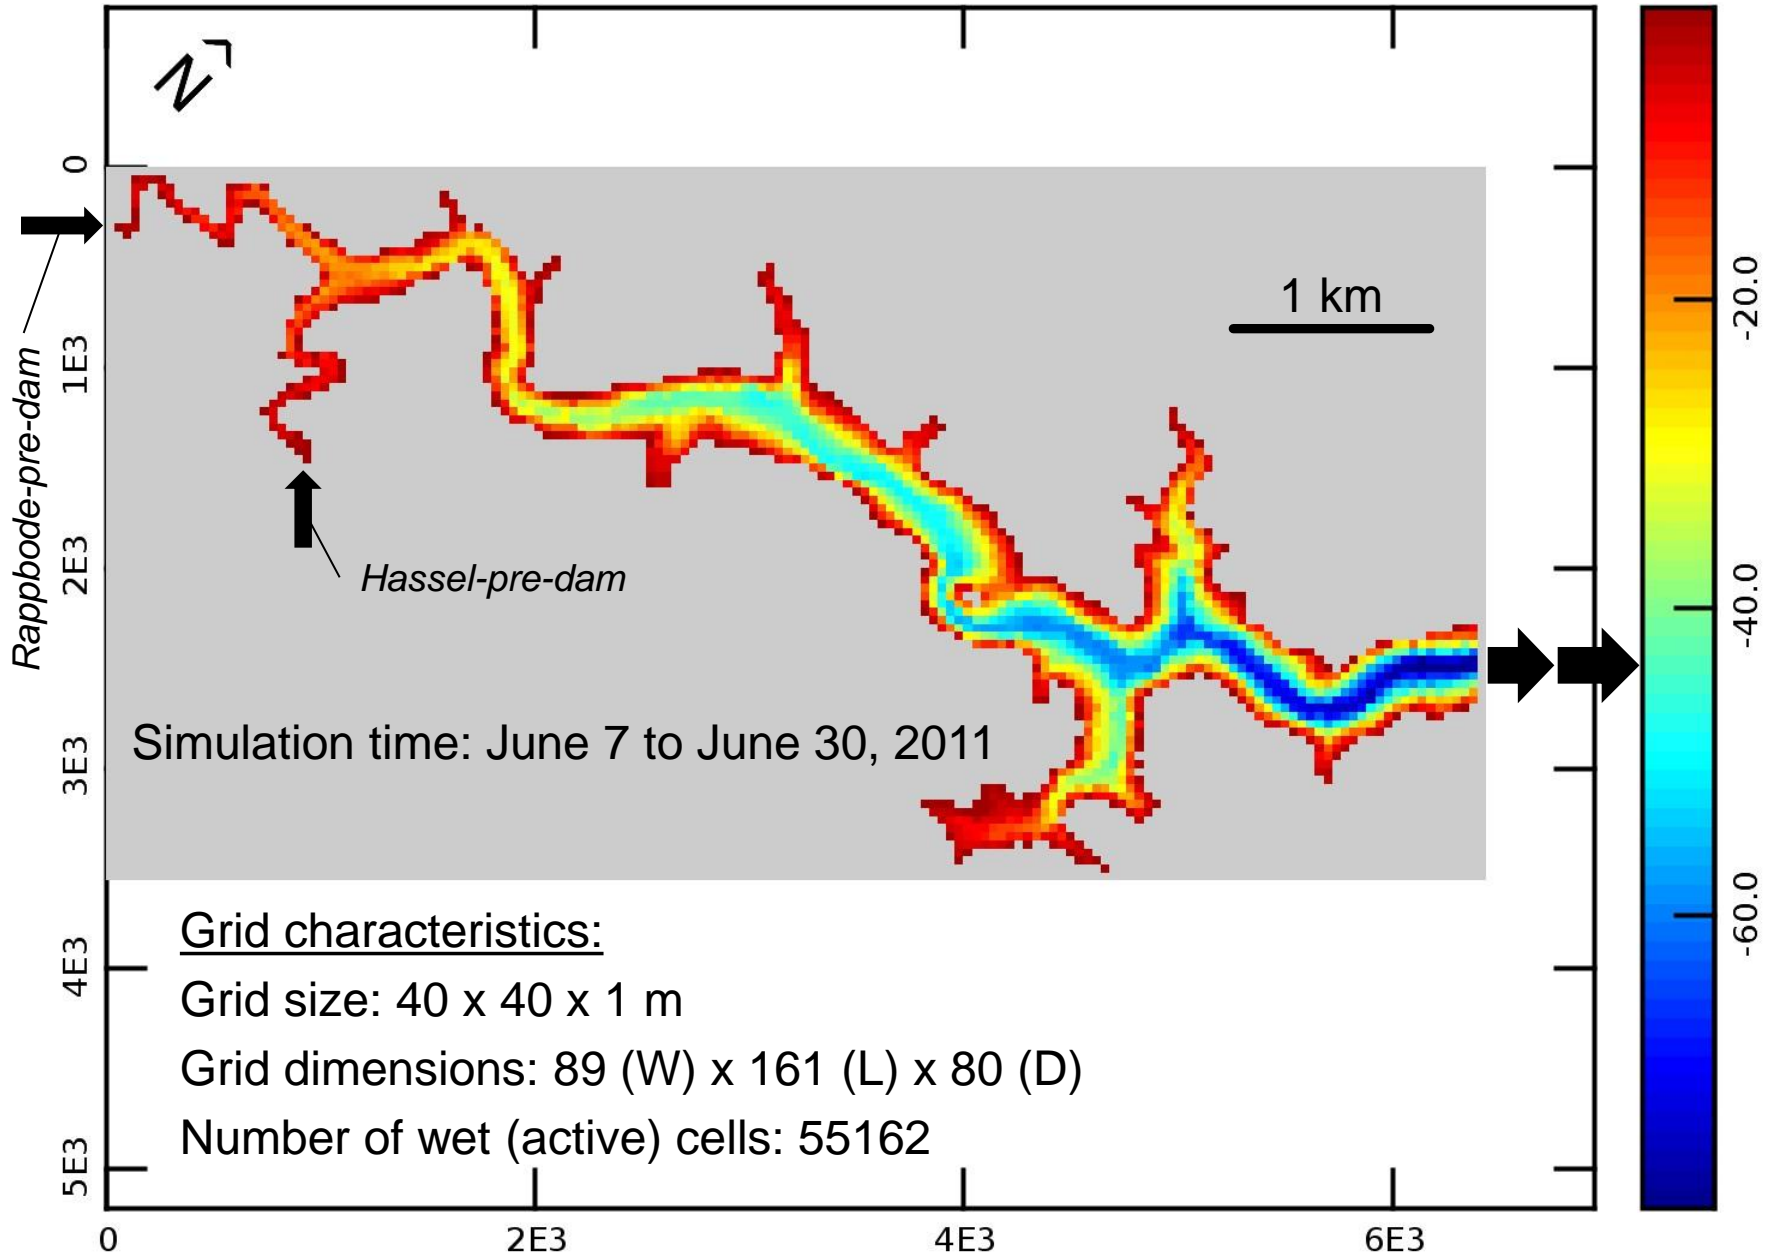 N
0
1E3
2E3
3E3
4E3
5E3
Rappbode-pre-dam
Hassel-pre-dam
1 km
Simulation time: June 7 to June 30, 2011
Grid characteristics:
Grid size: 40 x 40 x 1 m
Grid dimensions: 89 (W) x 161 (L) x 80 (D)
Number of wet (active) cells: 55162
0
2E3
4E3
6E3
-20.0
-40.0
-60.0